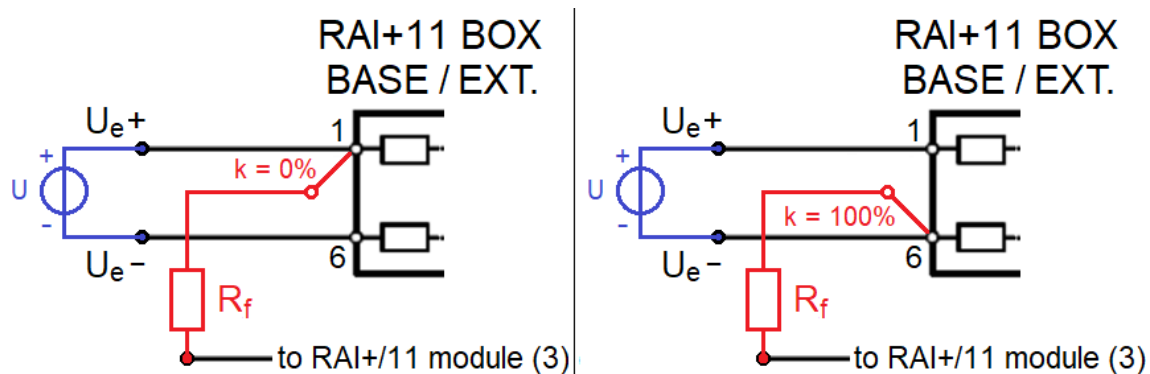 RAI+11 BOX
BASE / EXT.
Ue+
1
+
k = 0%
U
-
Ue−
6
Rf
to RAI+/11 module (3)
RAI+11 BOX
BASE / EXT.
Ue+
1
+
U
k = 100%
-
Ue−
6
Rf
to RAI+/11 module (3)